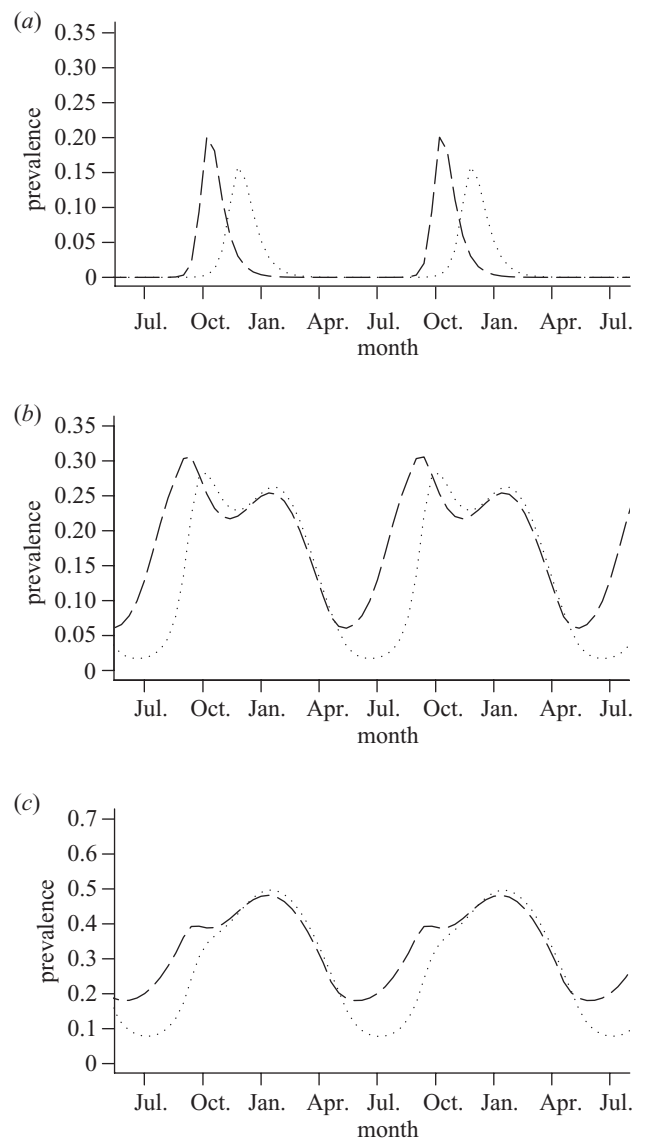 (a)
0.35
0.30
0.25
0.20
0.15
0.10
0.05
0
prevalence
Jul. Oct. Jan. Apr. Jul. Oct. Jan. Apr. Jul.
month
(b)
0.35
0.30
0.25
0.20
0.15
0.10
0.05
0
prevalence
Jul. Oct. Jan. Apr. Jul. Oct. Jan. Apr. Jul.
month
(c)
0.7
0.6
0.5
0.4
0.3
0.2
0.1
0
prevalence
Jul. Oct. Jan. Apr. Jul. Oct. Jan. Apr. Jul.
month